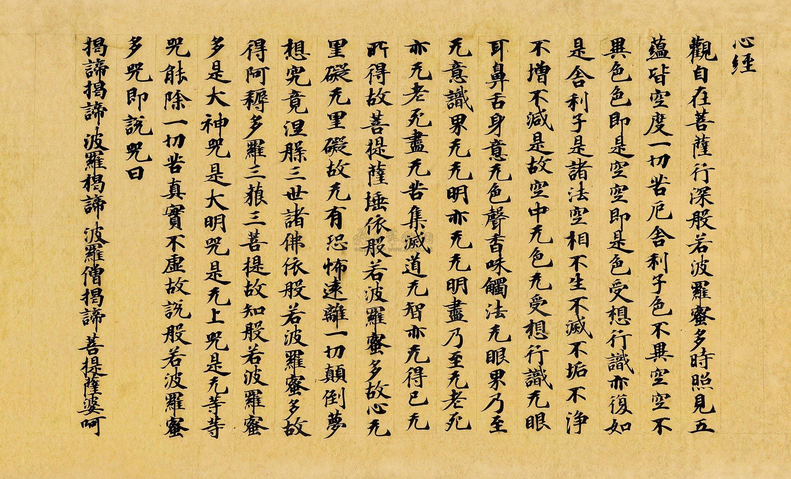 心經
觀自在菩薩行深般若波羅蜜多時照見五
蘊皆空度一切苦厄舍利子色不異空空不
異色色即是空空即是色受想行識亦復如
是舍利子是諸法空相不生不滅不垢不淨
不增不減是故空中无色无受想行識无眼
耳鼻舌身意无色聲香味觸法无眼界乃至
无意識界无无明亦无无明盡乃至无老死
亦无老死盡无苦集滅道无智亦无得已无
所得故菩提薩埵依般若波羅蜜多故心无
罣礙无罣礙故无有恐怖遠離一切顛倒夢
想究竟涅槃三世諸佛依般若波羅蜜多故
得阿耨多羅三藐三菩提故知般若波羅蜜
多是大神咒是大明咒是无上咒是无等等
咒能除一切苦真實不虛故說般若波羅蜜
多咒即說咒曰
揭諦揭諦 波羅揭諦 波羅僧揭諦 菩提薩婆呵